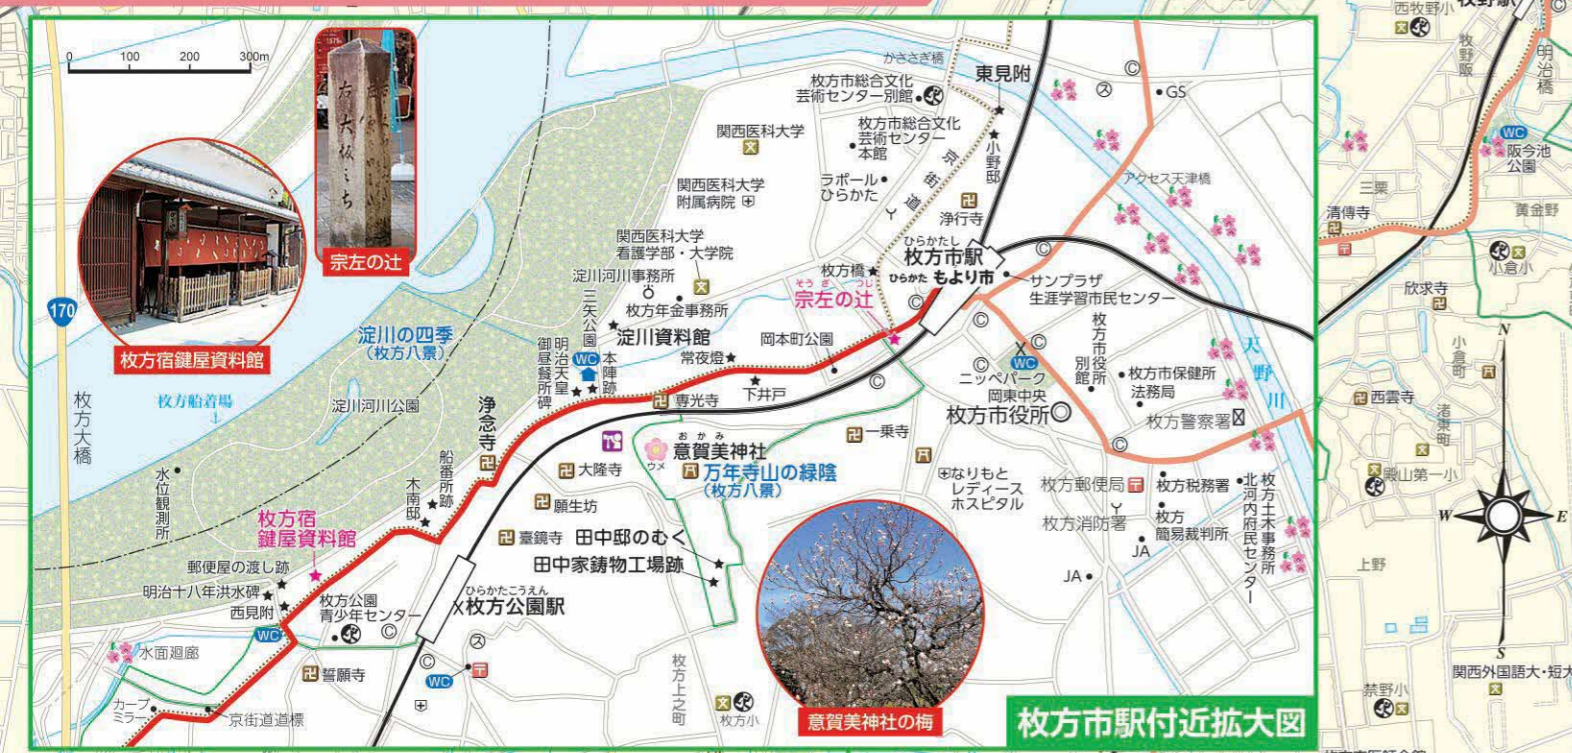 0 100 200 300m
右大坂ミち
宗左の辻
枚方宿鍵屋資料館
170
枚方大橋
淀川の四季
(枚方八景)
枚方船着場
淀川河川公園
水位観測所
かささぎ橋
東見附
枚方市総合文化
芸術センター別館
枚方市総合文化
芸術センター
本館
小野邸
関西医科大学
文
ラポール
ひらかた
京街道
浄行寺
関西医科大学
附属病院
関西医科大学
看護学部・大学院
淀川河川事務所
枚方年金事務所
三矢公園
淀川資料館
枚方橋
ひらかたし
枚方市駅
ひらかた もより市
そうざ つじ
宗左の辻
サンプラザ
生涯学習市民センター
岡本町公園
常夜燈
下井戸
専光寺
本陣跡
WC
明治天皇
御昼餐所碑
浄念寺
おかみ
意賀美神社
ウメ
万年寺山の緑陰
(枚方八景)
一乗寺
大隆寺
願生坊
臺鏡寺
田中邸のむく
田中家鋳物工場跡
船番所跡
木南邸
枚方宿
鍵屋資料館
郵便屋の渡し跡
明治十八年洪水碑
西見附
WC
枚方公園
青少年センター
ひらかたこうえん
枚方公園駅
水面廻廊
誓願寺
カーブ
ミラー
京街道道標
WC
枚方上之町
枚方小
意賀美神社の梅
GS
アクセス天津橋
天野川
枚方市役所
別館
枚方市保健所
法務局
WC
ニッペパーク
岡東中央
枚方市役所
枚方警察署
なりもと
レディース
ホスピタル
枚方郵便局
枚方税務署
枚方消防署
枚方
簡易裁判所
JA
JA
枚方土木事務所
北河内府民センター
枚方市駅付近拡大図
西牧野小
牧野駅
牧野阪
明治橋
WC
阪今池
公園
三栗
清傳寺
黄金野
小倉小
欣求寺
小倉町
N
W
E
S
西雲寺
渚東町
殿山第一小
上野
関西外国語大・短大
禁野小